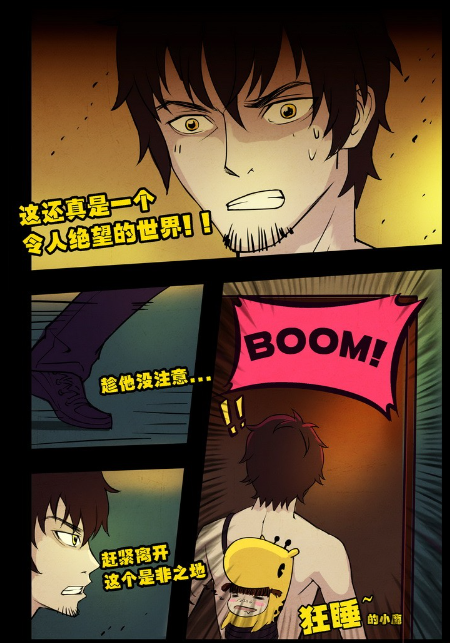 这还真是一个
令人绝望的世界！！
趁他没注意...
BOOM!
!!
赶紧离开
这个是非之地
狂睡~
的小魔